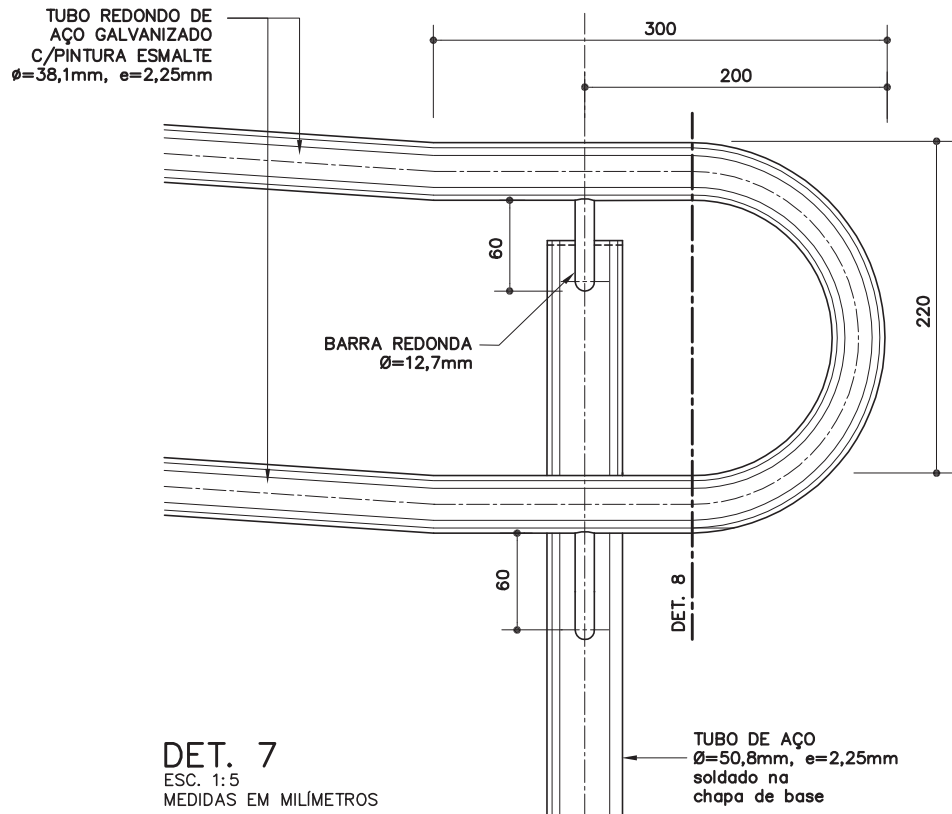 TUBO REDONDO DE
AÇO GALVANIZADO
C/PINTURA ESMALTE
ø=38,1mm, e=2,25mm
300
200
220
60
BARRA REDONDA
Ø=12,7mm
60
DET. 8
DET. 7
ESC. 1:5
MEDIDAS EM MILÍMETROS
TUBO DE AÇO
Ø=50,8mm, e=2,25mm
soldado na
chapa de base